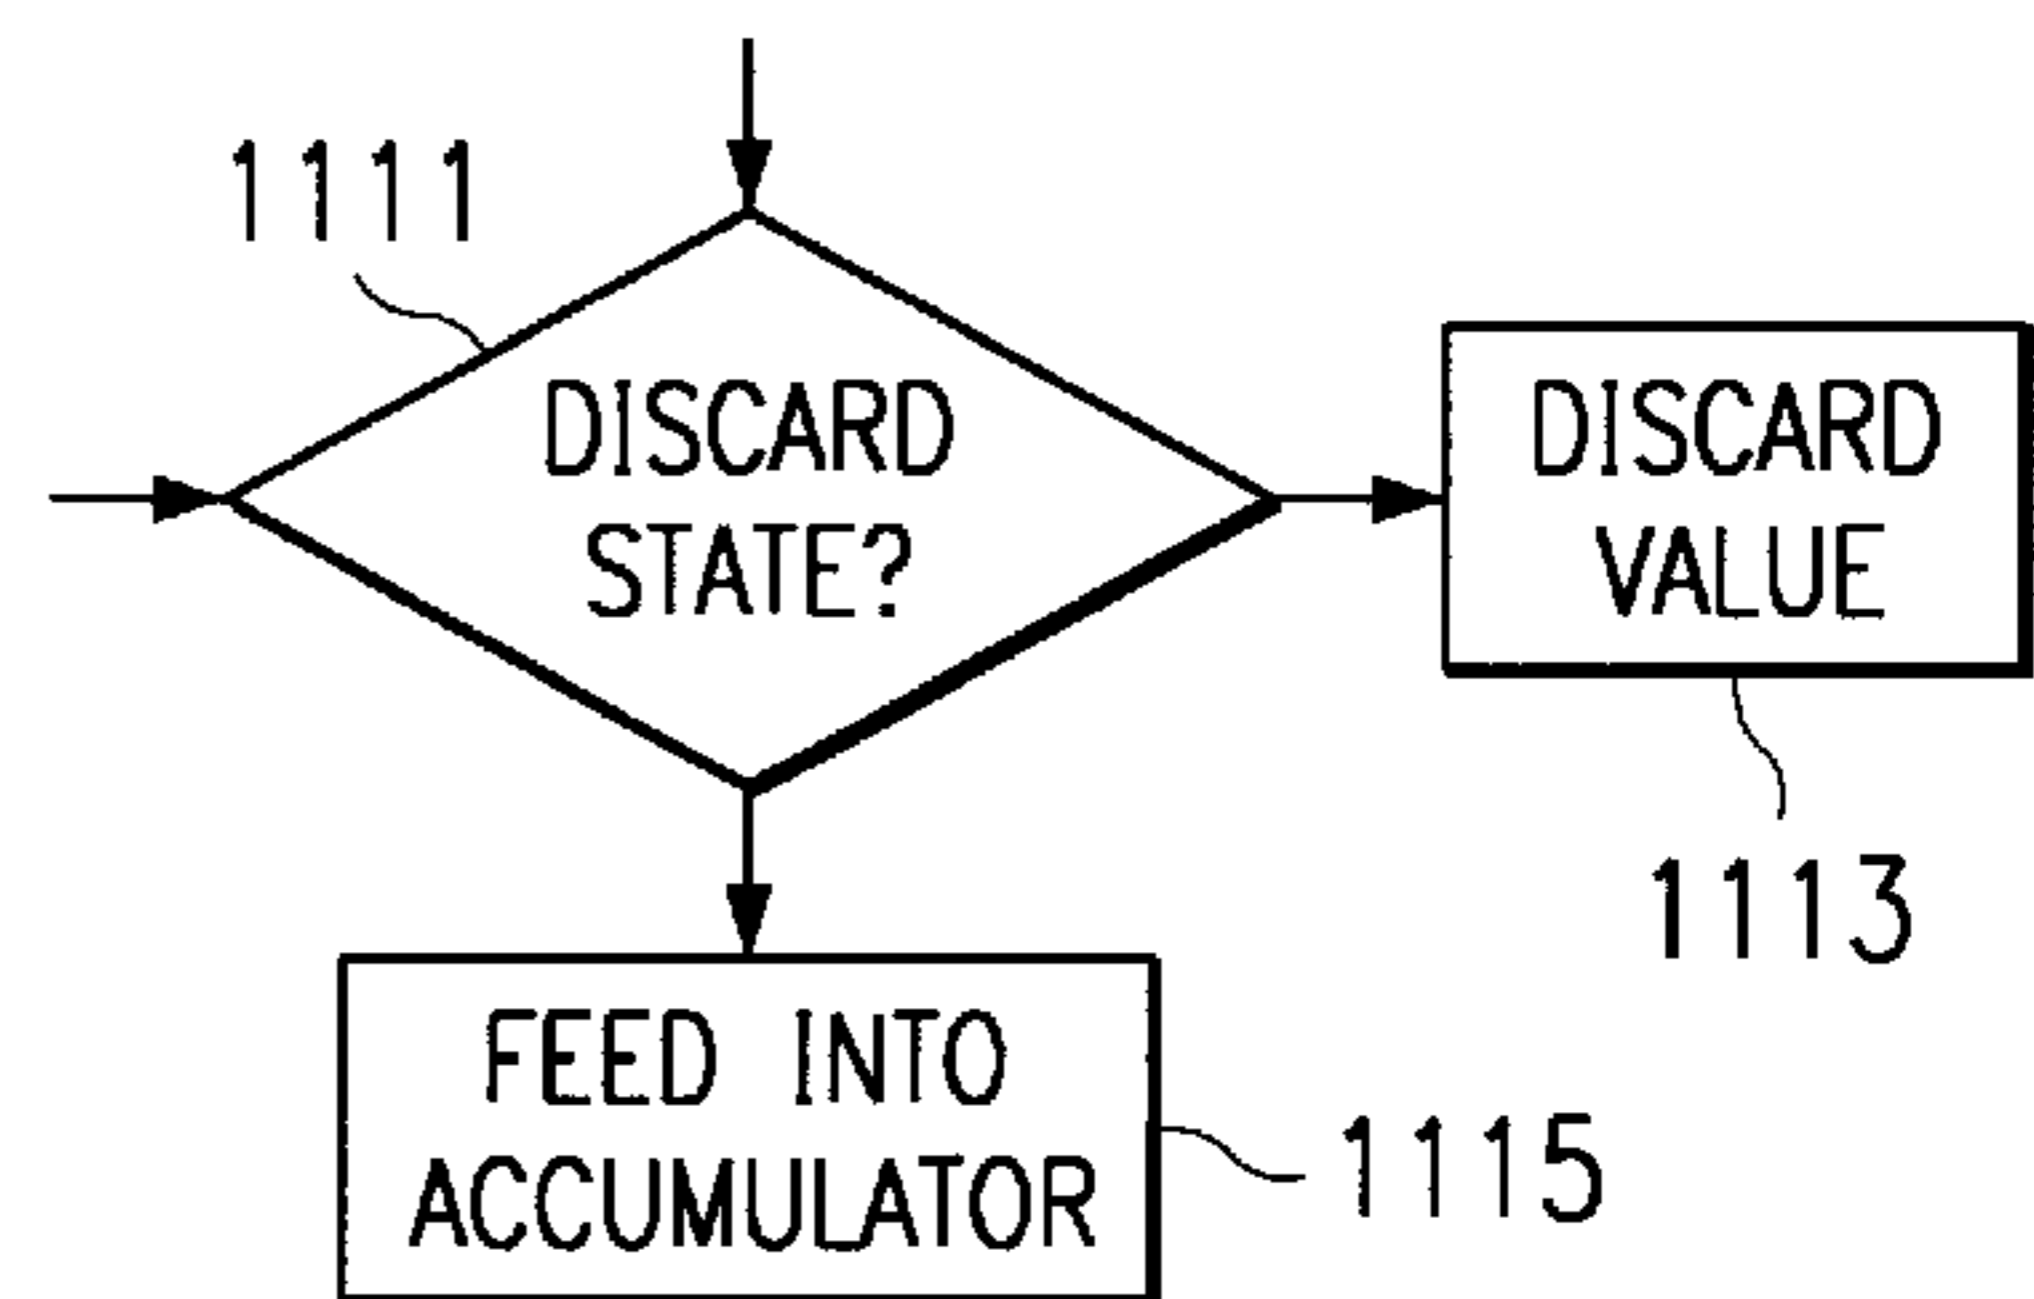 1111
DISCARD
STATE?
DISCARD
VALUE
1113
FEED INTO
ACCUMULATOR
1115